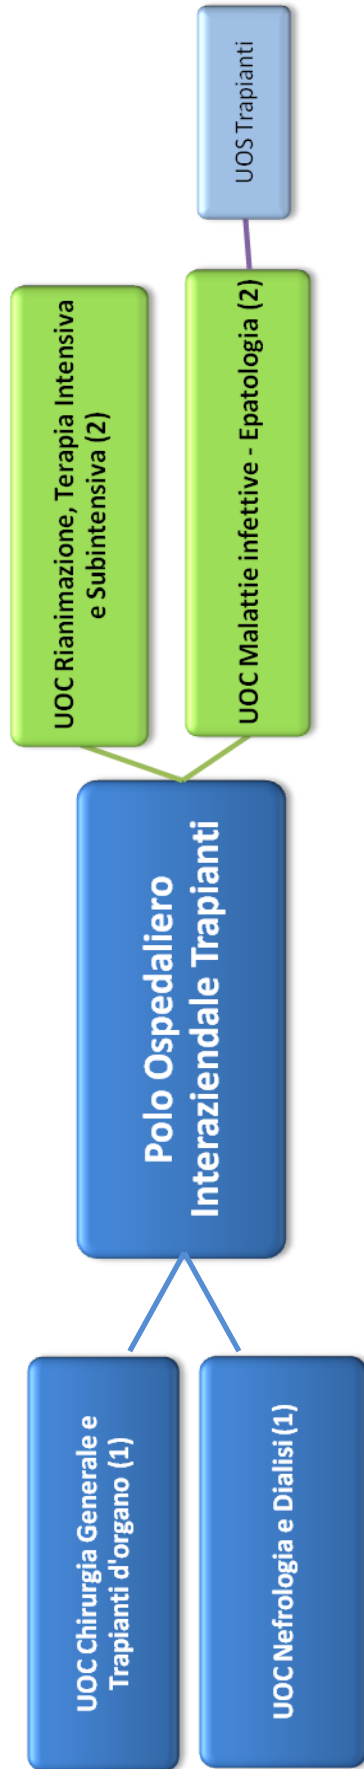 UOC Chirurgia Generale e
Trapianti d'organo (1)
UOC Nefrologia e Dialisi (1)
Polo Ospedaliero
Interaziendale Trapianti
UOC Rianimazione, Terapia Intensiva
e Subintensiva (2)
UOC Malattie infettive - Epatologia (2)
UOS Trapianti